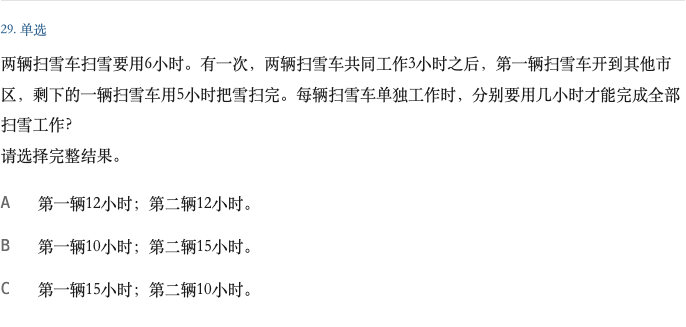 29. 单选
两辆扫雪车扫雪要用6小时。有一次，两辆扫雪车共同工作3小时之后，第一辆扫雪车开到其他市
区，剩下的一辆扫雪车用5小时把雪扫完。每辆扫雪车单独工作时，分别要用几小时才能完成全部
扫雪工作?
请选择完整结果。
A 第一辆12小时；第二辆12小时。
B 第一辆10小时；第二辆15小时。
C 第一辆15小时；第二辆10小时。